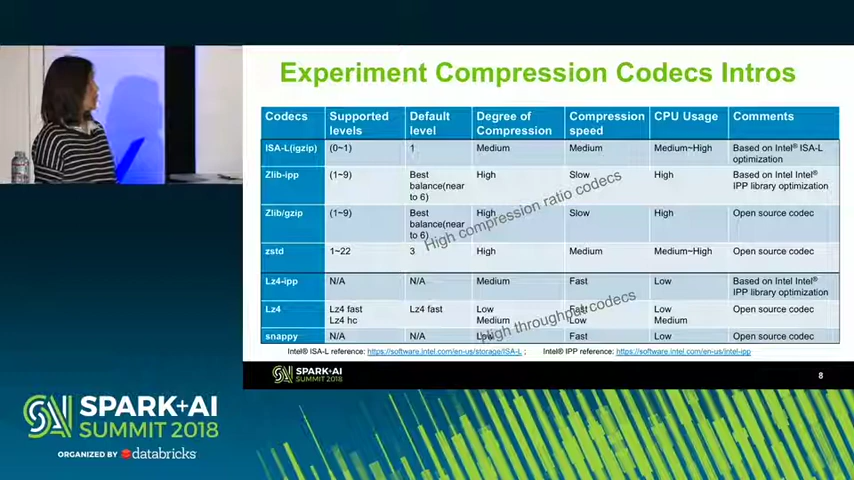 Experiment Compression Codecs Intros
Codecs Supported levels Default level Degree of Compression Compression speed CPU Usage Comments
ISA-L(igzip) (0~1) 1 Medium Medium Medium~High Based on Intel® ISA-L optimization
Zlib-ipp (1~9) Best balance(near to 6) High Slow High Based on Intel Intel® IPP library optimization
Zlib/gzip (1~9) Best balance(near to 6) High Slow High Open source codec
High compression ratio codecs
zstd 1~22 3 High Medium Medium~High Open source codec
Lz4-ipp N/A N/A Medium Fast Low Based on Intel Intel® IPP library optimization
Lz4 Lz4 fast Lz4 fast Low Fast Low Open source codec
Lz4 hc Medium Low Medium
High throughput codecs
snappy N/A N/A Low Fast Low Open source codec
Intel® ISA-L reference: https://software.intel.com/en-us/storage/ISA-L ; Intel® IPP reference: https://software.intel.com/en-us/intel-ipp
SPARK+AI
SUMMIT 2018
8
SPARK+AI
SUMMIT 2018
ORGANIZED BY databricks